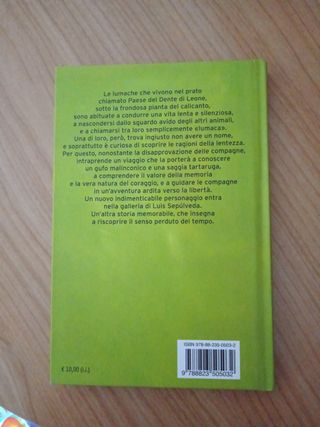 Le lumache che vivono nel prato
chiamato Paese del Dente di Leone,
sotto la frondosa pianta del calicanto,
sono abituate a condurre una vita lenta e silenziosa,
a nascondersi dallo sguardo avido degli altri animali,
e a chiamarsi tra loro semplicemente «lumaca».
Una di loro, però, trova ingiusto non avere un nome,
e soprattutto è curiosa di scoprire le ragioni della lentezza.
Per questo, nonostante la disapprovazione delle compagne,
intraprende un viaggio che la porterà a conoscere
un gufo malinconico e una saggia tartaruga,
a comprendere il valore della memoria
e la vera natura del coraggio, e a guidare le compagne
in un'avventura ardita verso la libertà.
Un nuovo indimenticabile personaggio entra
nella galleria di Luis Sepúlveda.
Un'altra storia memorabile, che insegna
a riscoprire il senso perduto del tempo.
ISBN 978-88-235-0503-2
9 788823 505032
€ 10,00 (i.i.)